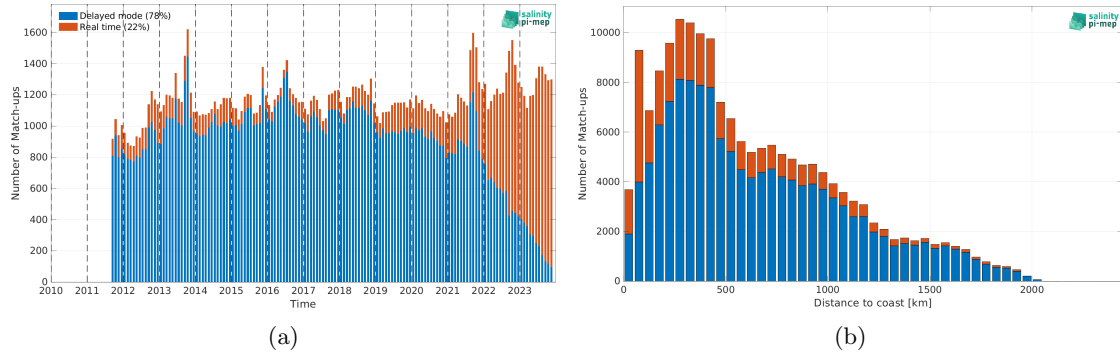 Delayed mode (78%)
Real time (22%)
salinity
pi-mep
Number of Match-ups
1600
1400
1200
1000
800
600
400
200
0
2010 2011 2012 2013 2014 2015 2016 2017 2018 2019 2020 2021 2022 2023
Time
(a)
salinity
pi-mep
Number of Match-ups
10000
8000
6000
4000
2000
0
0 500 1000 1500 2000
Distance to coast [km]
(b)